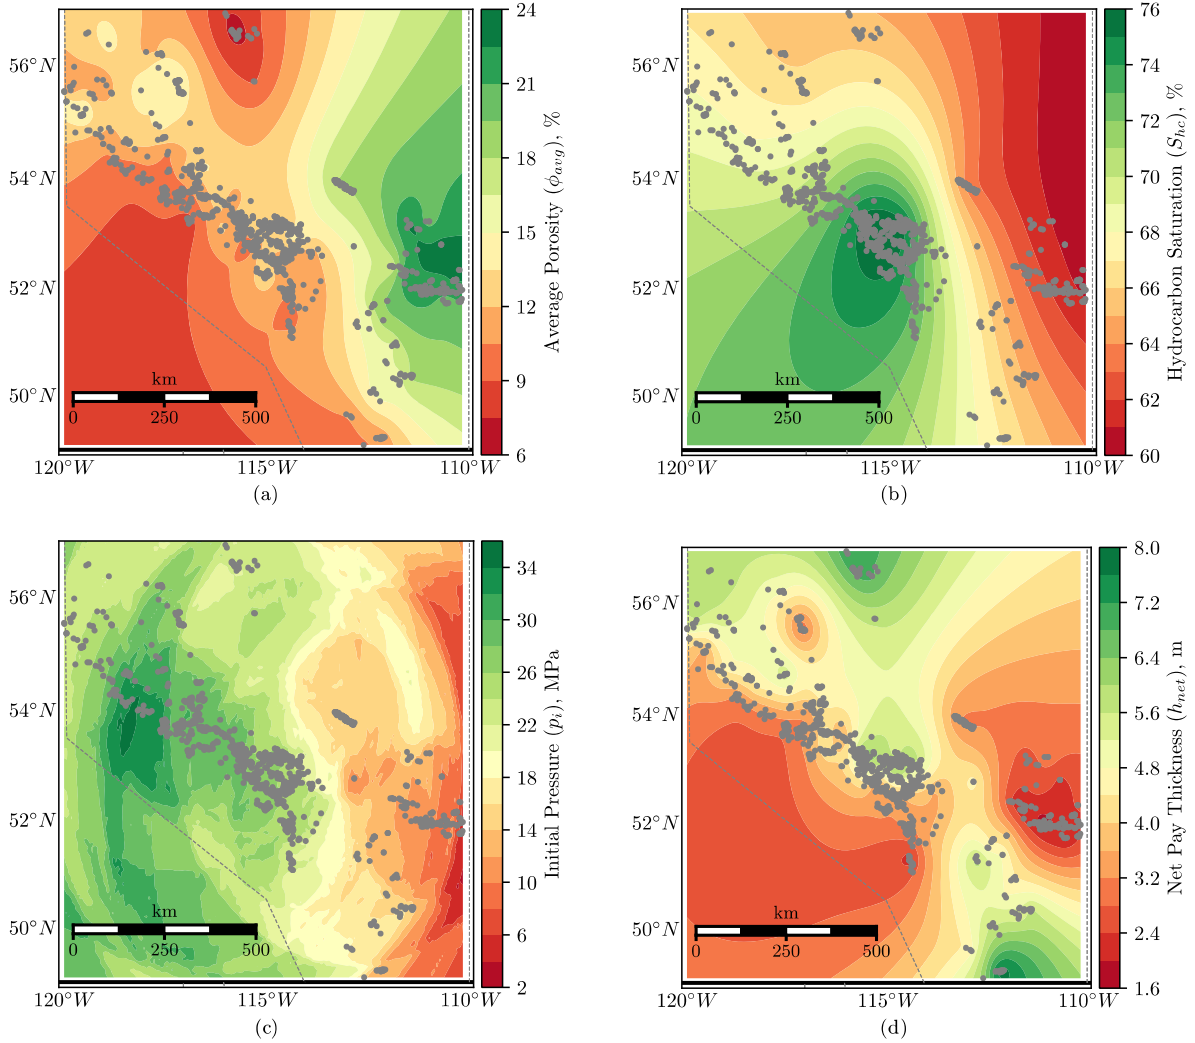 56°N
54°N
52°N
50°N
km
0 250 500
120°W 115°W 110°W
(a)
24
21
18
15
12
9
6
Average Porosity (ϕavg), %
56°N
54°N
52°N
50°N
km
0 250 500
120°W 115°W 110°W
(b)
76
74
72
70
68
66
64
62
60
Hydrocarbon Saturation (Shc), %
56°N
54°N
52°N
50°N
km
0 250 500
120°W 115°W 110°W
(c)
34
30
26
22
18
14
10
6
2
Initial Pressure (pi), MPa
56°N
54°N
52°N
50°N
km
0 250 500
120°W 115°W 110°W
(d)
8.0
7.2
6.4
5.6
4.8
4.0
3.2
2.4
1.6
Net Pay Thickness (hnet), m